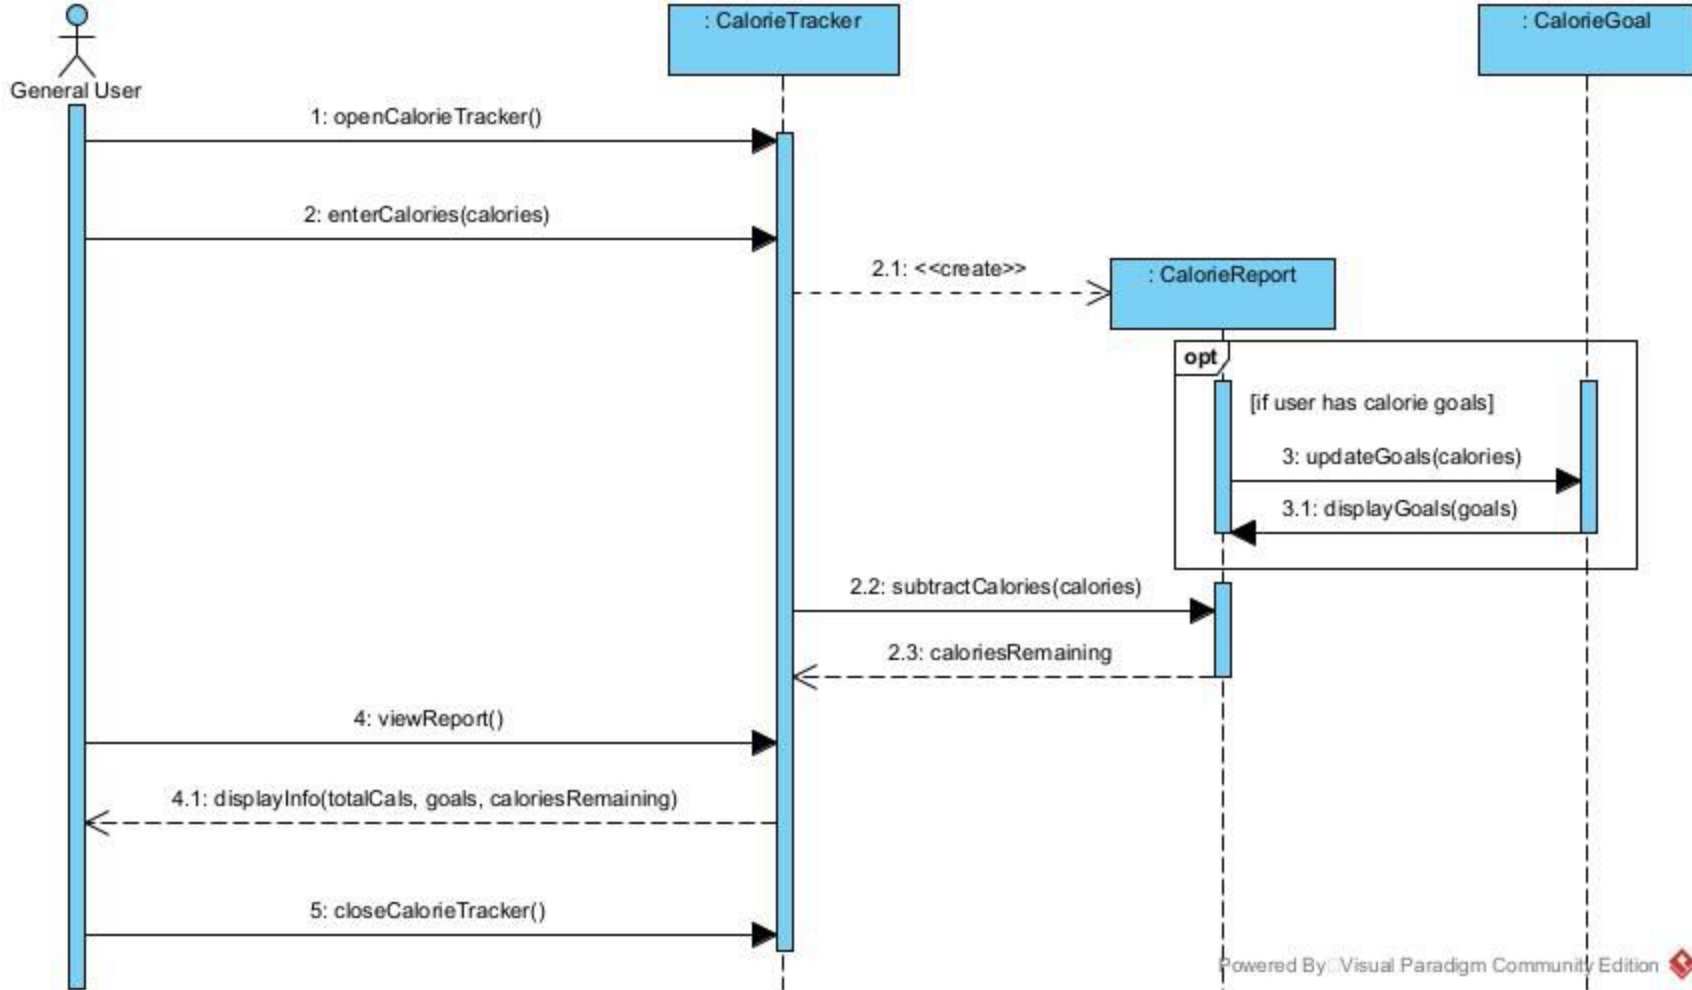 : CalorieTracker
: CalorieGoal
General User
1: openCalorieTracker()
2: enterCalories(calories)
2.1: <<create>>
: CalorieReport
opt
[if user has calorie goals]
3: updateGoals(calories)
3.1: displayGoals(goals)
2.2: subtractCalories(calories)
2.3: caloriesRemaining
4: viewReport()
4.1: displayInfo(totalCals, goals, caloriesRemaining)
5: closeCalorieTracker()
Powered By Visual Paradigm Community Edition